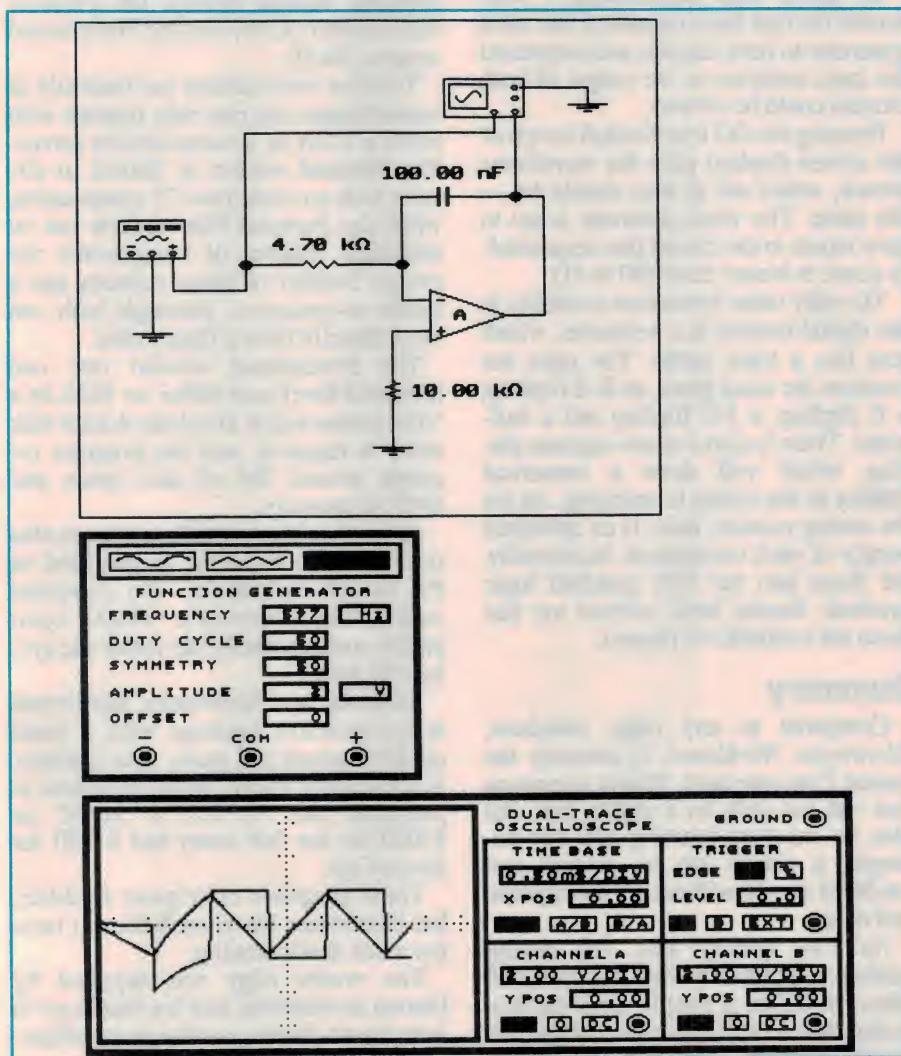 100.00 nF
4.70 kΩ
− +
−
A
+
10.00 kΩ
FUNCTION GENERATOR
FREQUENCY Hz
DUTY CYCLE 50
SYMMETRY 50
AMPLITUDE 2 V
OFFSET 0
− COM +
DUAL-TRACE
OSCILLOSCOPE
GROUND
TIME BASE
0.50ms/DIV
X POS 0.00
A/B B/A
TRIGGER
EDGE
LEVEL 0.0
B EXT
CHANNEL A
2.00 V/DIV
Y POS 0.00
0 DC
CHANNEL B
2.00 V/DIV
Y POS 0.00
0 DC